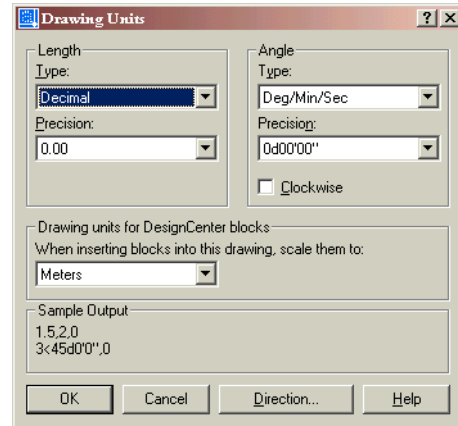 Drawing Units
Length
Type:
Decimal
Precision:
0.00
Angle
Type:
Deg/Min/Sec
Precision:
0d00'00"
Clockwise
Drawing units for DesignCenter blocks
When inserting blocks into this drawing, scale them to:
Meters
Sample Output
1.5,2,0
3<45d0'0",0
OK Cancel Direction... Help